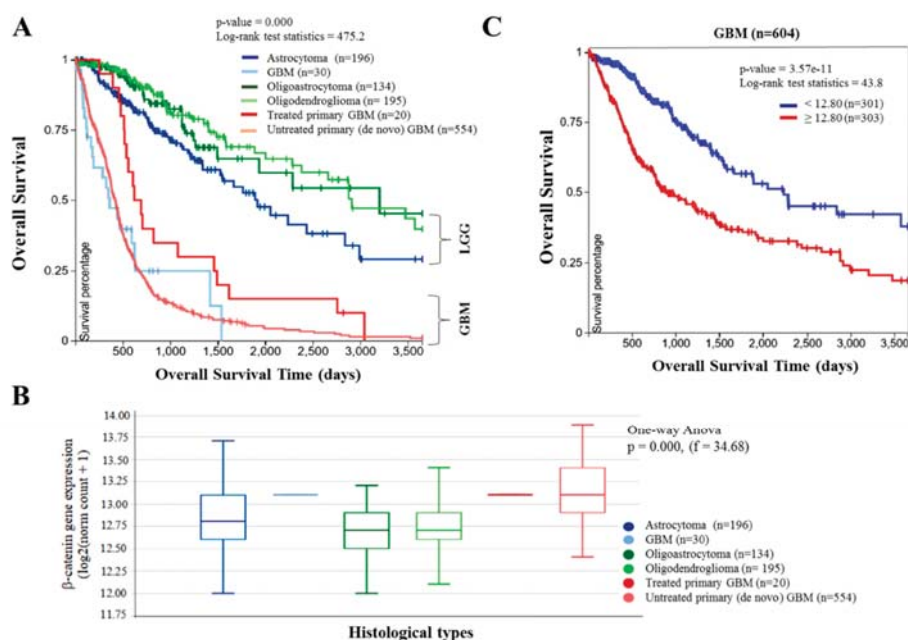 A
p-value = 0.000
Log-rank test statistics = 475.2
Astrocytoma (n=196)
GBM (n=30)
Oligoastrocytoma (n=134)
Oligodendroglioma (n= 195)
Treated primary GBM (n=20)
Untreated primary (de novo) GBM (n=554)
1
0.75
0.5
0.25
0
Overall Survival
Survival percentage
LGG
GBM
500
1,000
1,500
2,000
2,500
3,000
3,500
Overall Survival Time (days)
C
GBM (n=604)
p-value = 3.57e-11
Log-rank test statistics = 43.8
< 12.80 (n=301)
≥ 12.80 (n=303)
1
0.75
0.5
0.25
0
Overall Survival
Survival percentage
500
1,000
1,500
2,000
2,500
3,000
3,500
Overall Survival Time (days)
B
β-catenin gene expression
(log2(norm count + 1)
14.00
13.75
13.50
13.25
13.00
12.75
12.50
12.25
12.00
11.75
Histological types
One-way Anova
p = 0.000, (f = 34.68)
Astrocytoma (n=196)
GBM (n=30)
Oligoastrocytoma (n=134)
Oligodendroglioma (n= 195)
Treated primary GBM (n=20)
Untreated primary (de novo) GBM (n=554)